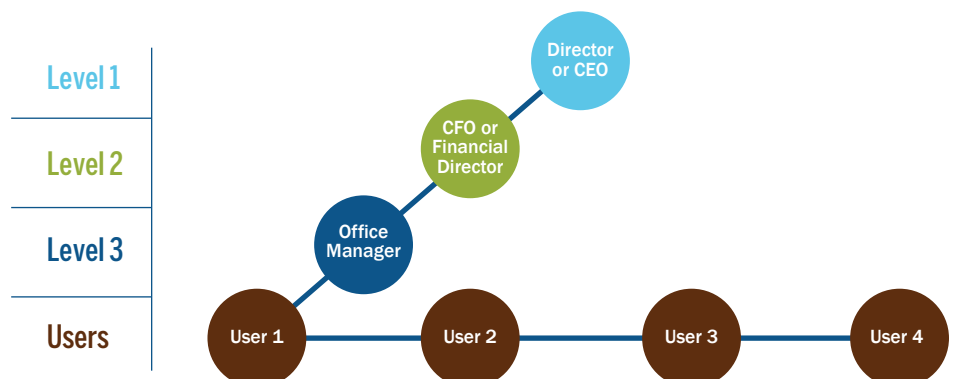 Level 1
Director
or CEO
Level 2
CFO or
Financial
Director
Level 3
Office
Manager
Users
User 1
User 2
User 3
User 4